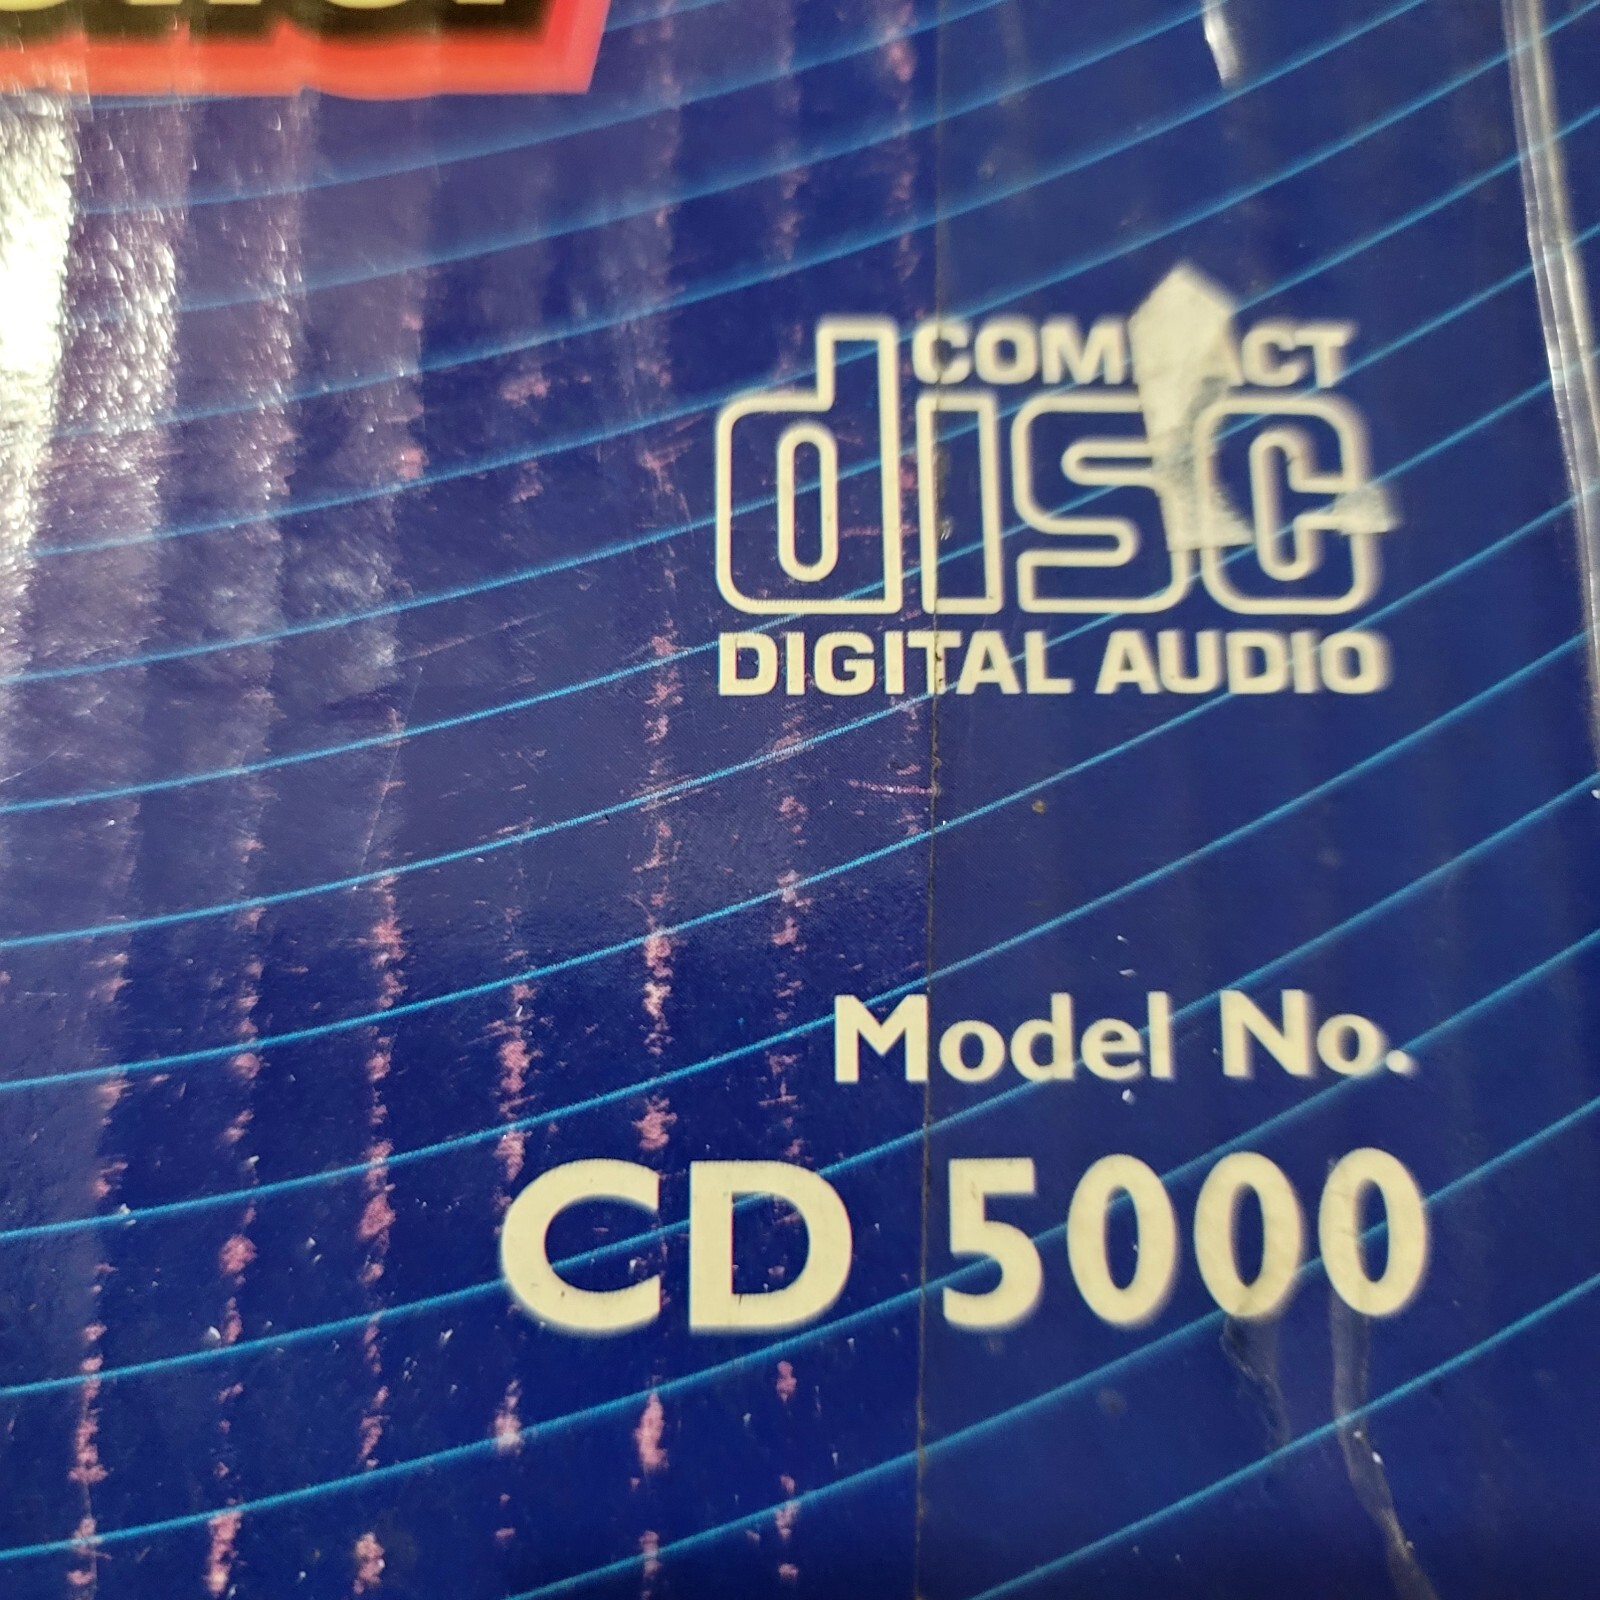 COMPACT
disc
DIGITAL AUDIO
Model No.
CD 5000